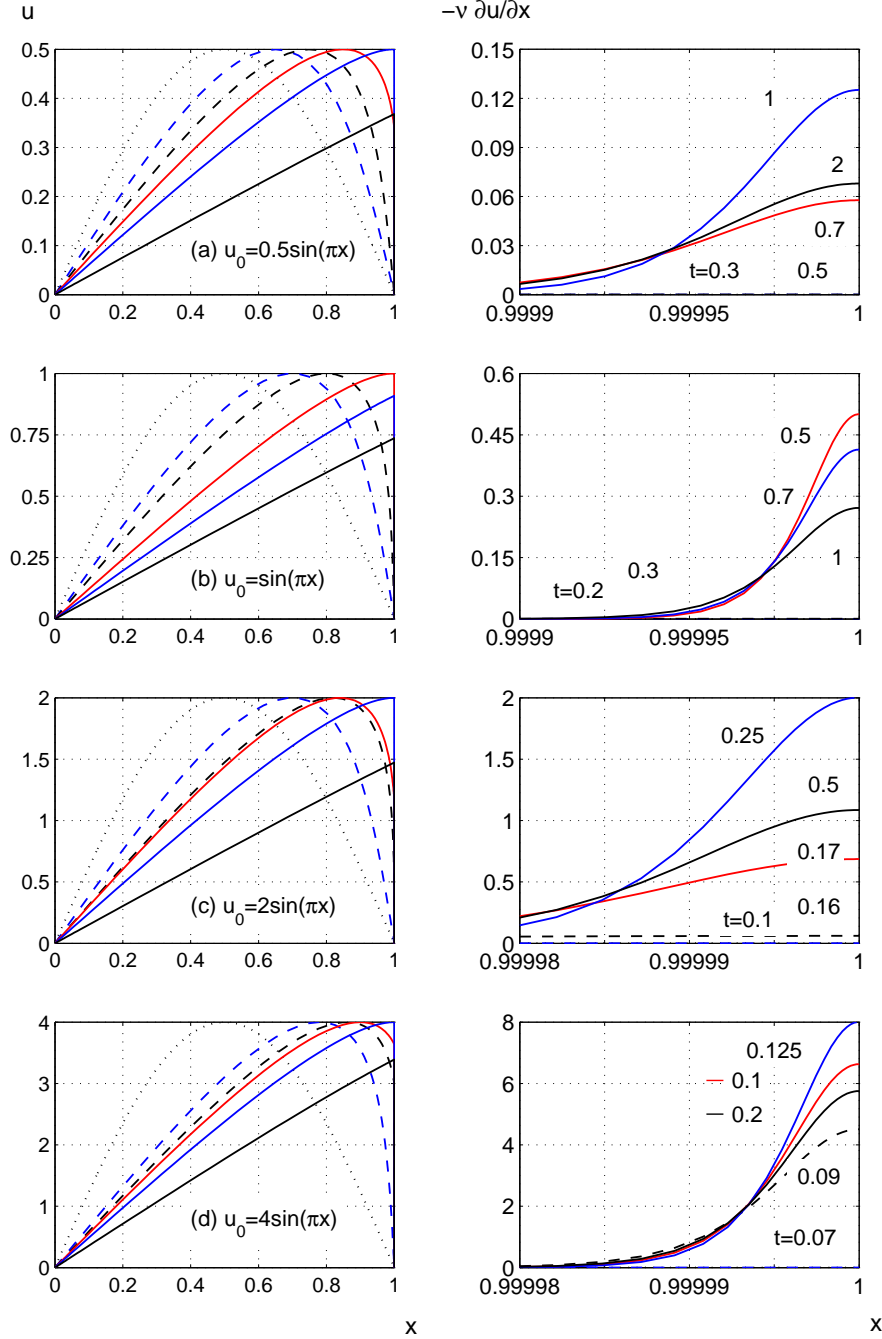 u
−ν ∂u/∂x
0.5
0.4
0.3
0.2
0.1
0
(a) u₀=0.5sin(πx)
0 0.2 0.4 0.6 0.8 1
0.15
0.12
0.09
0.06
0.03
0
1
2
0.7
t=0.3 0.5
0.9999 0.99995 1
1
0.75
0.5
0.25
0
(b) u₀=sin(πx)
0 0.2 0.4 0.6 0.8 1
0.6
0.45
0.3
0.15
0
0.5
0.7
1
0.3
t=0.2
0.9999 0.99995 1
2
1.5
1
0.5
0
(c) u₀=2sin(πx)
0 0.2 0.4 0.6 0.8 1
2
1.5
1
0.5
0
0.25
0.5
0.17
0.16
t=0.1
0.99998 0.99999 1
4
3
2
1
0
(d) u₀=4sin(πx)
0 0.2 0.4 0.6 0.8 1
x
8
6
4
2
0
0.125
0.1
0.2
0.09
t=0.07
0.99998 0.99999 1
x